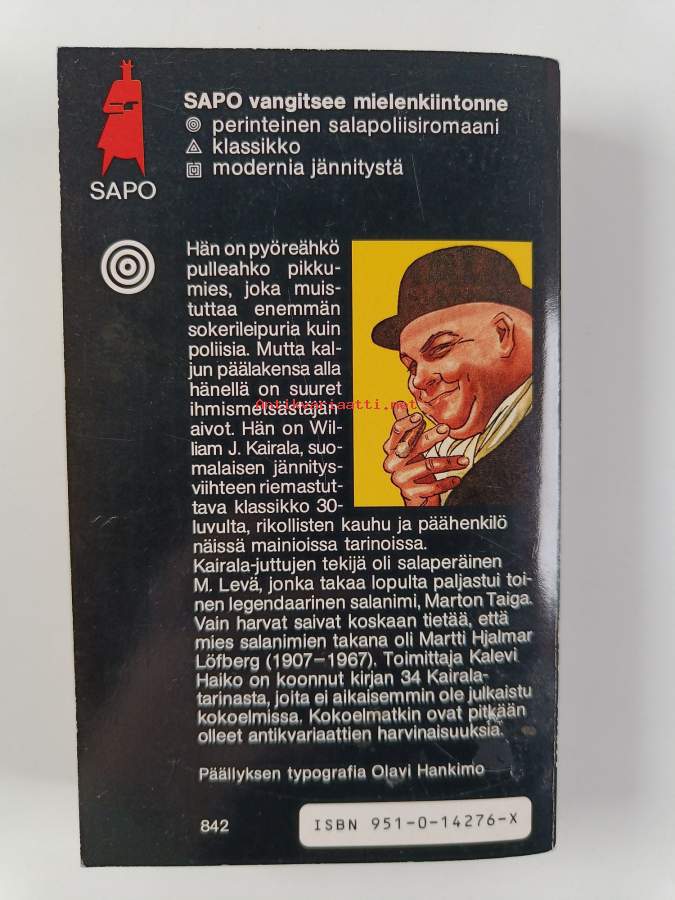 SAPO
SAPO vangitsee mielenkiintonne
perinteinen salapoliisiromaani
klassikko
modernia jännitystä
Hän on pyöreähkö
pulleahko pikku-
mies, joka muis-
tuttaa enemmän
sokerileipuria kuin
poliisia. Mutta kal-
jun päälakensa alla
hänellä on suuret
ihmismetsästäjän
aivot. Hän on Wil-
liam J. Kairala, suo-
malaisen jännitys-
viihteen riemastut-
tava klassikko 30-
luvulta, rikollisten kauhu ja päähenkilö
näissä mainioissa tarinoissa.
Kairala-juttujen tekijä oli salaperäinen
M. Levä, jonka takaa lopulta paljastui toi-
nen legendaarinen salanimi, Marton Taiga.
Vain harvat saivat koskaan tietää, että
mies salanimien takana oli Martti Hjalmar
Löfberg (1907–1967). Toimittaja Kalevi
Haiko on koonnut kirjan 34 Kairala-
tarinasta, joita ei aikaisemmin ole julkaistu
kokoelmissa. Kokoelmatkin ovat pitkään
olleet antikvariaattien harvinaisuuksia.
Päällyksen typografia Olavi Hankimo
842
ISBN 951-0-14276-X
Antikvariaatti.net